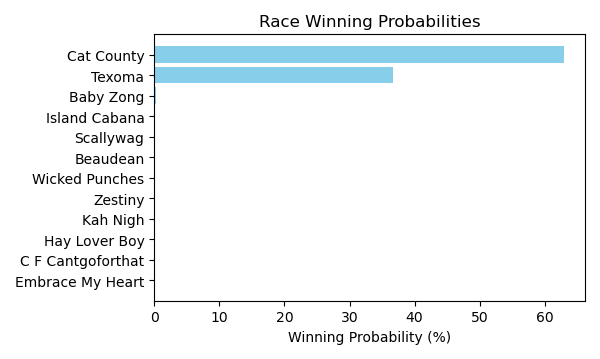 Race Winning Probabilities
Cat County
Texoma
Baby Zong
Island Cabana
Scallywag
Beaudean
Wicked Punches
Zestiny
Kah Nigh
Hay Lover Boy
C F Cantgoforthat
Embrace My Heart
0 10 20 30 40 50 60
Winning Probability (%)